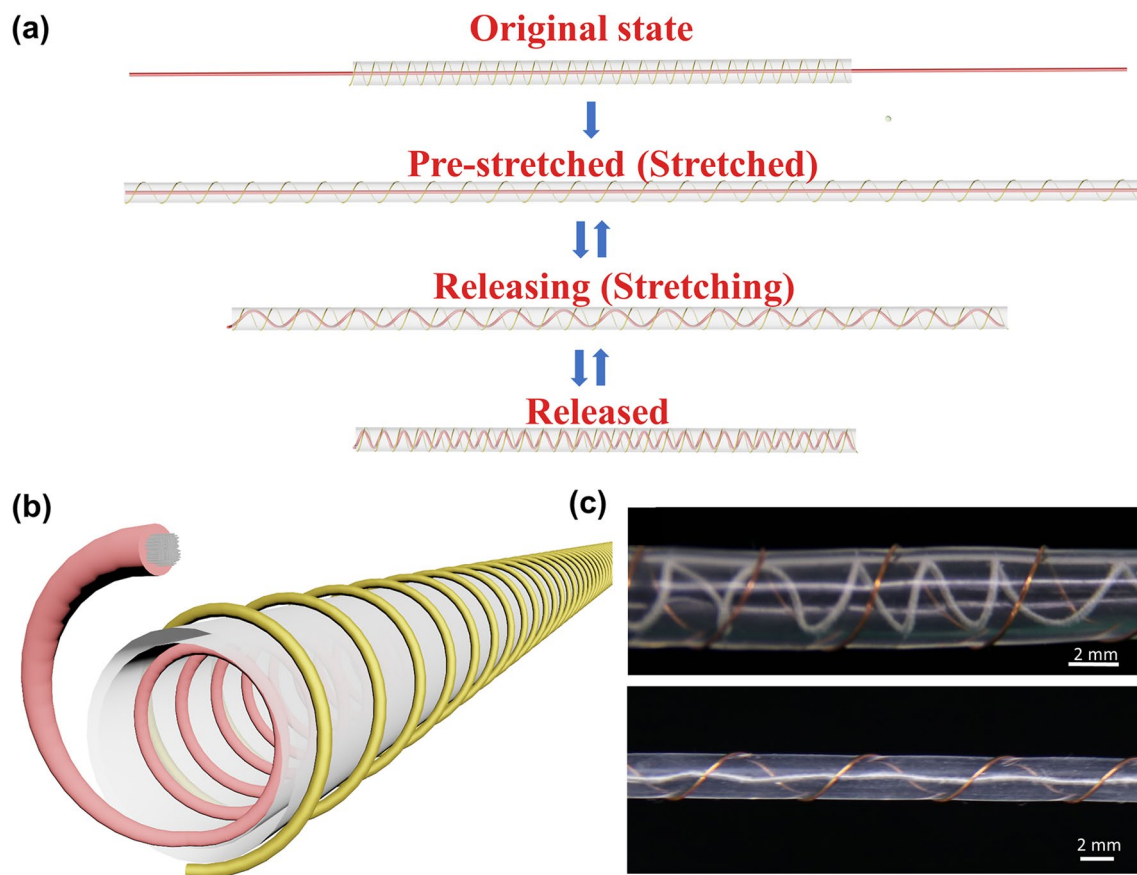 (a)
Original state
Pre-stretched (Stretched)
Releasing (Stretching)
Released
(b)
(c)
2 mm
2 mm